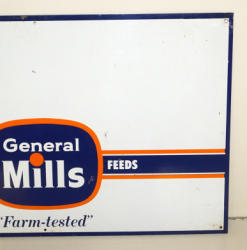 General
Mills
FEEDS
"Farm-tested"